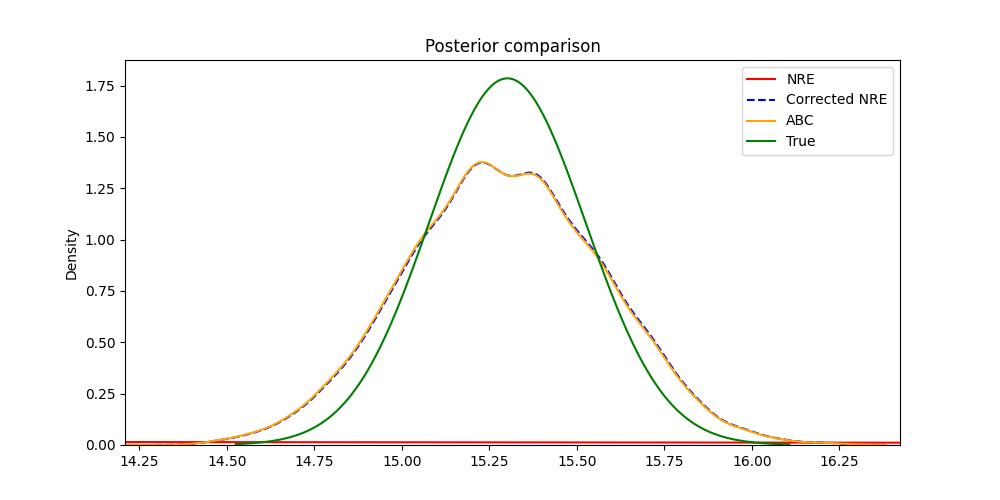 Posterior comparison
NRE
Corrected NRE
ABC
True
Density
1.75
1.50
1.25
1.00
0.75
0.50
0.25
0.00
14.25 14.50 14.75 15.00 15.25 15.50 15.75 16.00 16.25